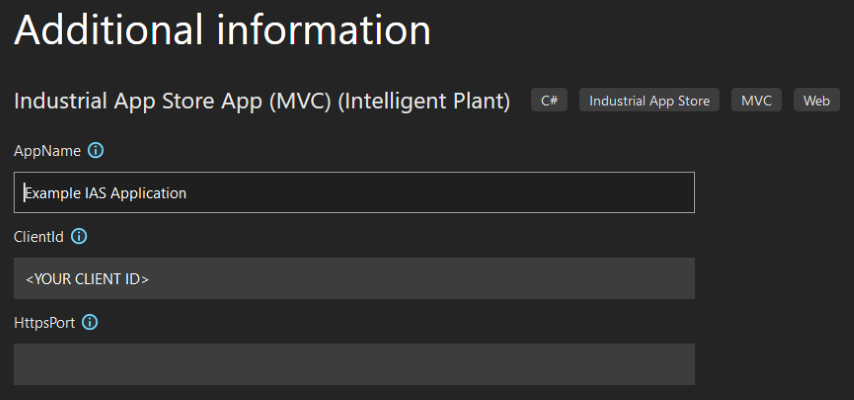 Additional information
Industrial App Store App (MVC) (Intelligent Plant) C# Industrial App Store MVC Web
AppName
Example IAS Application
ClientId
<YOUR CLIENT ID>
HttpsPort